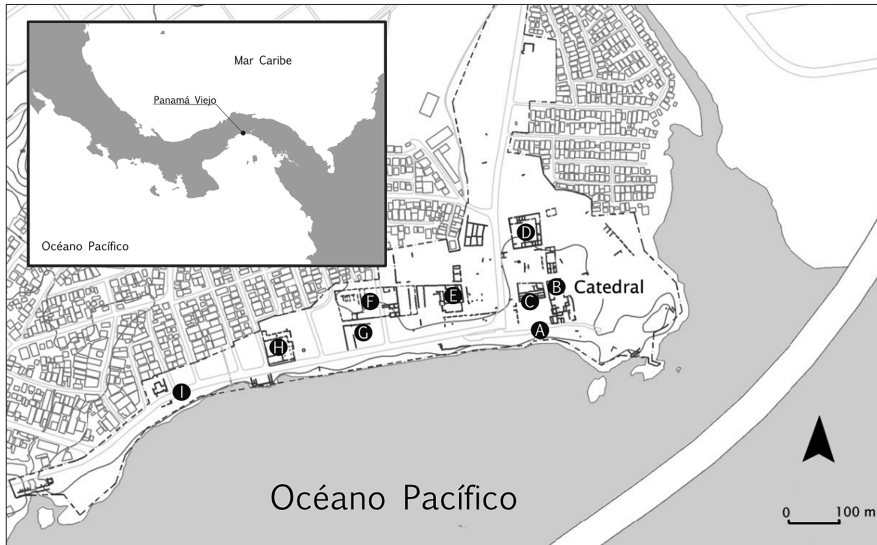 Mar Caribe
Panamá Viejo
Océano Pacífico
D
B Catedral
C
E
F
A
G
H
I
Océano Pacífico
0 100 m